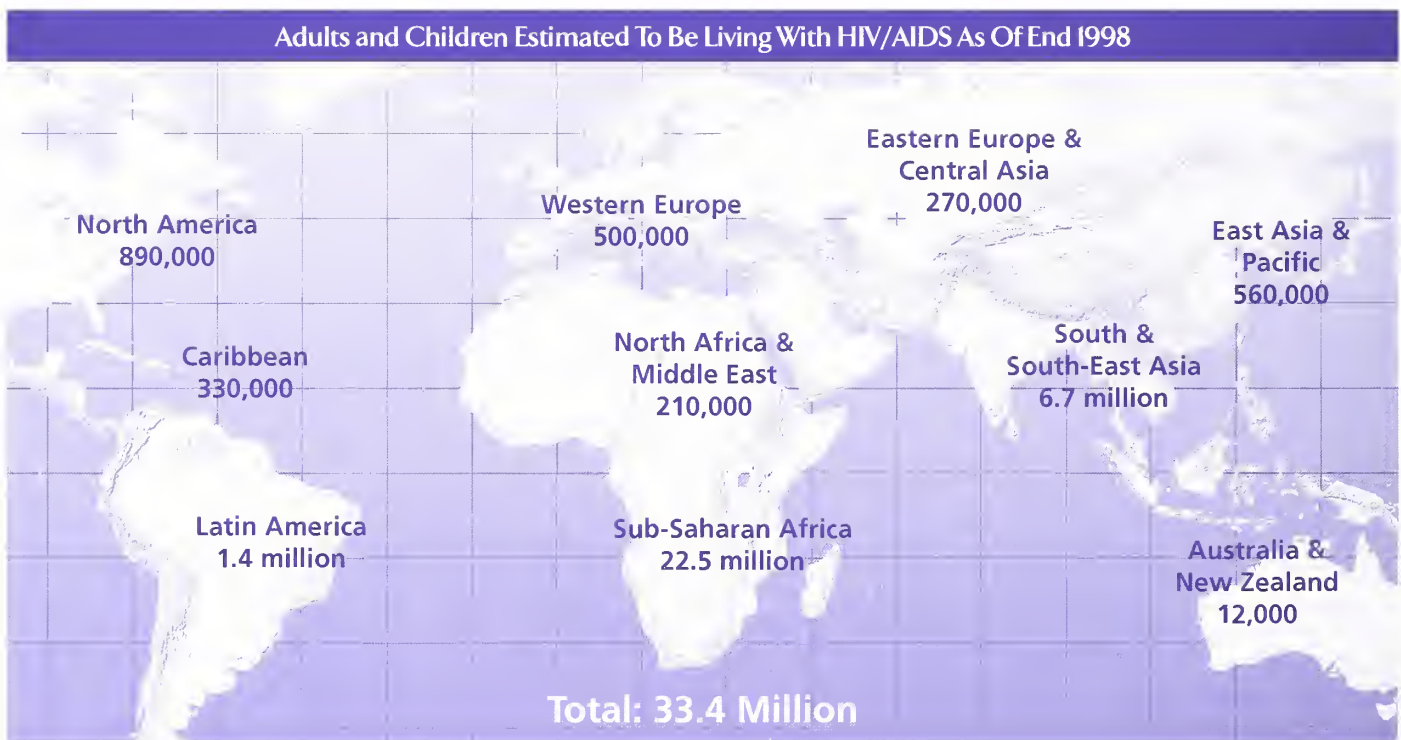 Adults and Children Estimated To Be Living With HIV/AIDS As Of End 1998
Eastern Europe &
Central Asia
270,000
North America
890,000
Western Europe
500,000
East Asia &
Pacific
560,000
Caribbean
330,000
North Africa &
Middle East
210,000
South &
South-East Asia
6.7 million
Latin America
1.4 million
Sub-Saharan Africa
22.5 million
Australia &
New Zealand
12,000
Total: 33.4 Million